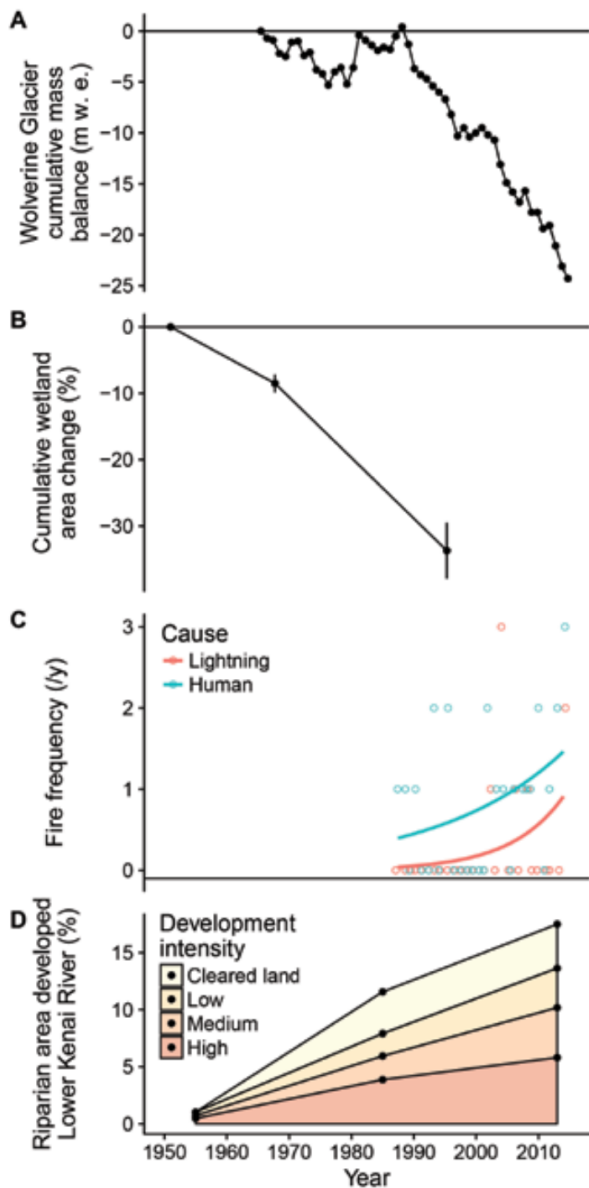 A
Wolverine Glacier
cumulative mass
balance (m w. e.)
0
−5
−10
−15
−20
−25
B
Cumulative wetland
area change (%)
0
−10
−20
−30
C
Fire frequency (/y)
3
2
1
0
Cause
Lightning
Human
D
Riparian area developed
Lower Kenai River (%)
15
10
5
0
Development
intensity
Cleared land
Low
Medium
High
1950 1960 1970 1980 1990 2000 2010
Year